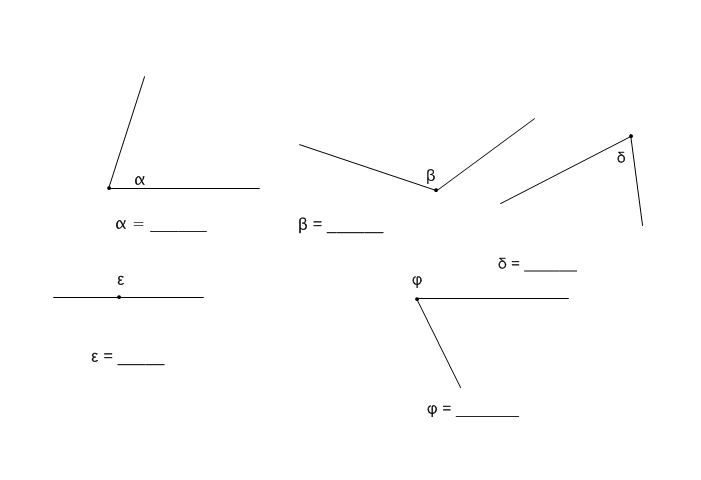 α
β
δ
α = ______
β = ______
δ = ______
ε
φ
ε = _____
φ = _______